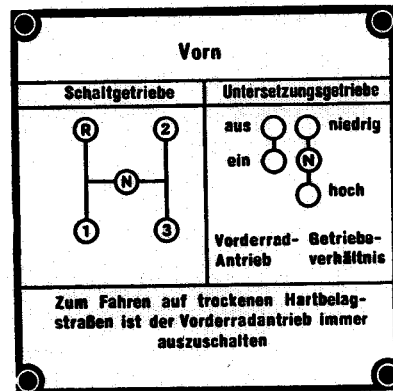 Vorn
Schaltgetriebe
R 2
N
1 3
Untersetzungsgetriebe
aus niedrig
ein N
hoch
Vorderrad- Getriebe-
Antrieb verhältnis
Zum Fahren auf trockenen Hartbelag-
straßen ist der Vorderradantrieb immer
auszuschalten